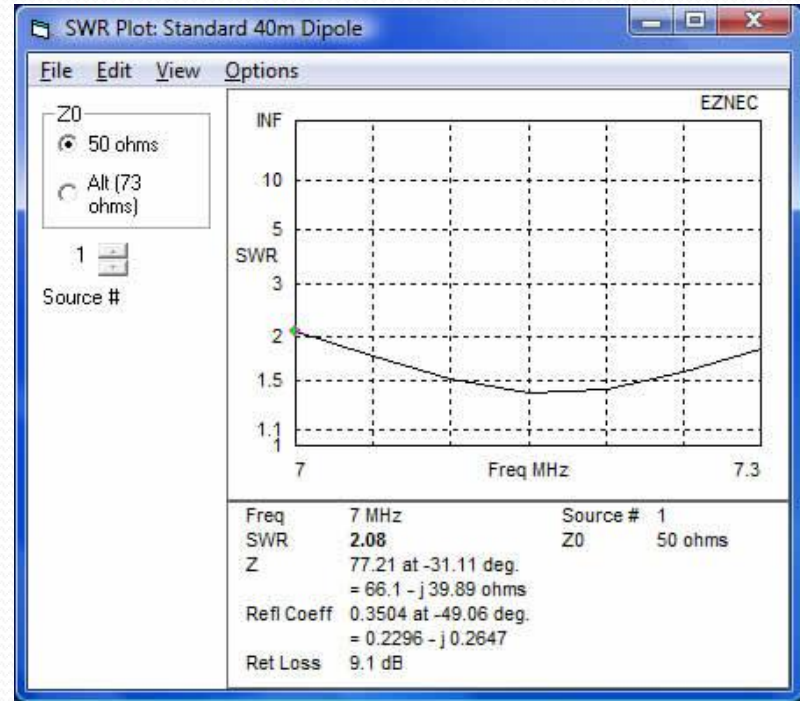 SWR Plot: Standard 40m Dipole
File Edit View Options
Z0
50 ohms
Alt (73
ohms)
1
Source #
EZNEC
INF
10
5
SWR
3
2
1.5
1.1
1
7 Freq MHz 7.3
Freq 7 MHz Source # 1
SWR 2.08 Z0 50 ohms
Z 77.21 at -31.11 deg.
= 66.1 - j 39.89 ohms
Refl Coeff 0.3504 at -49.06 deg.
= 0.2296 - j 0.2647
Ret Loss 9.1 dB